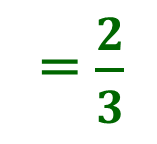 = 2/3